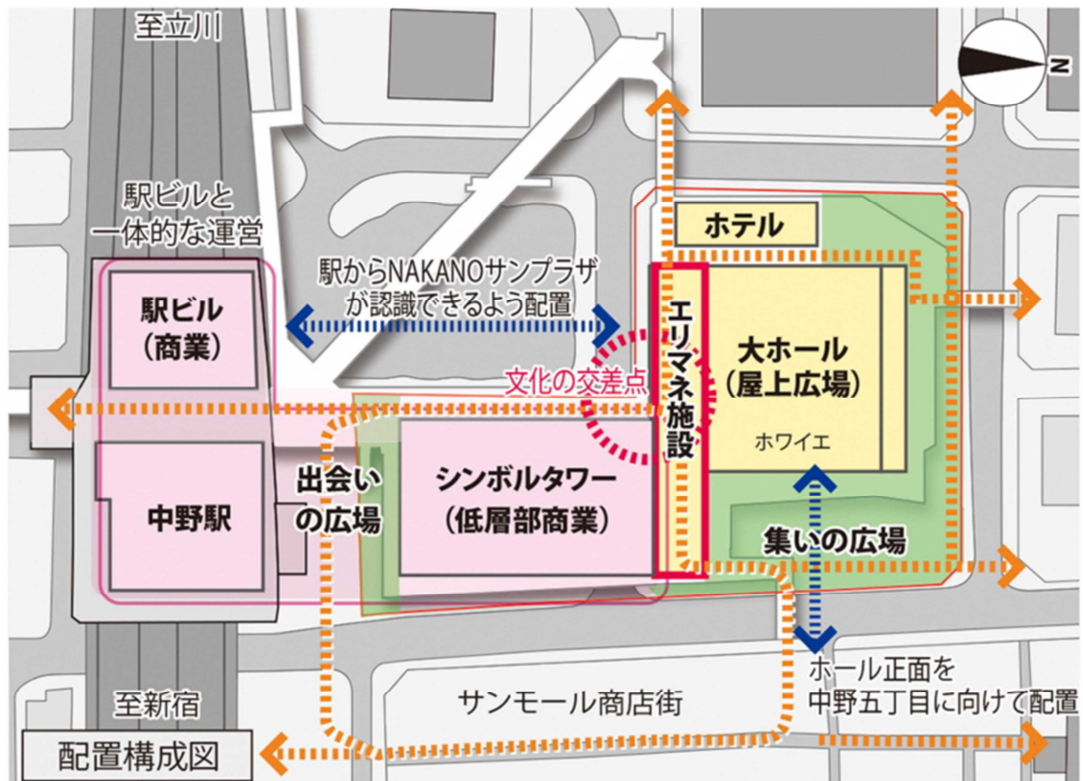 至立川
N
駅ビルと
一体的な運営
ホテル
駅からNAKANOサンプラザ
が認識できるよう配置
駅ビル
（商業）
エリマネ施設
大ホール
（屋上広場）
文化の交差点
ホワイエ
中野駅
出会い
の広場
シンボルタワー
（低層部商業）
集いの広場
ホール正面を
中野五丁目に向けて配置
至新宿
サンモール商店街
配置構成図